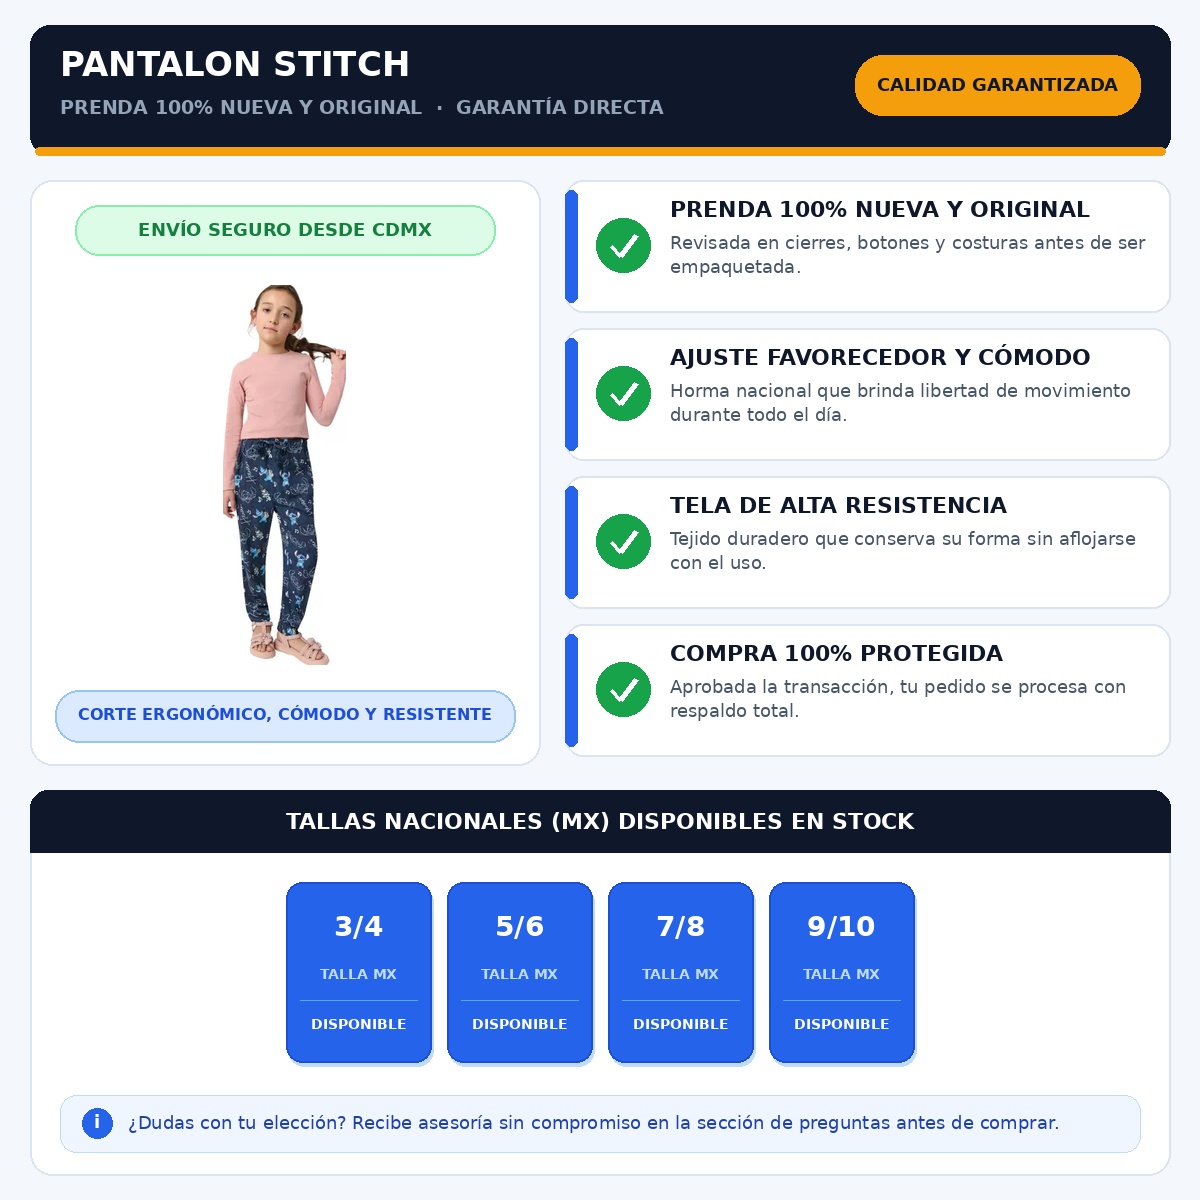 PANTALON STITCH
PRENDA 100% NUEVA Y ORIGINAL · GARANTÍA DIRECTA
CALIDAD GARANTIZADA
ENVÍO SEGURO DESDE CDMX
CORTE ERGONÓMICO, CÓMODO Y RESISTENTE
PRENDA 100% NUEVA Y ORIGINAL
Revisada en cierres, botones y costuras antes de ser
empaquetada.
AJUSTE FAVORECEDOR Y CÓMODO
Horma nacional que brinda libertad de movimiento
durante todo el día.
TELA DE ALTA RESISTENCIA
Tejido duradero que conserva su forma sin aflojarse
con el uso.
COMPRA 100% PROTEGIDA
Aprobada la transacción, tu pedido se procesa con
respaldo total.
TALLAS NACIONALES (MX) DISPONIBLES EN STOCK
3/4
TALLA MX
DISPONIBLE
5/6
TALLA MX
DISPONIBLE
7/8
TALLA MX
DISPONIBLE
9/10
TALLA MX
DISPONIBLE
i ¿Dudas con tu elección? Recibe asesoría sin compromiso en la sección de preguntas antes de comprar.